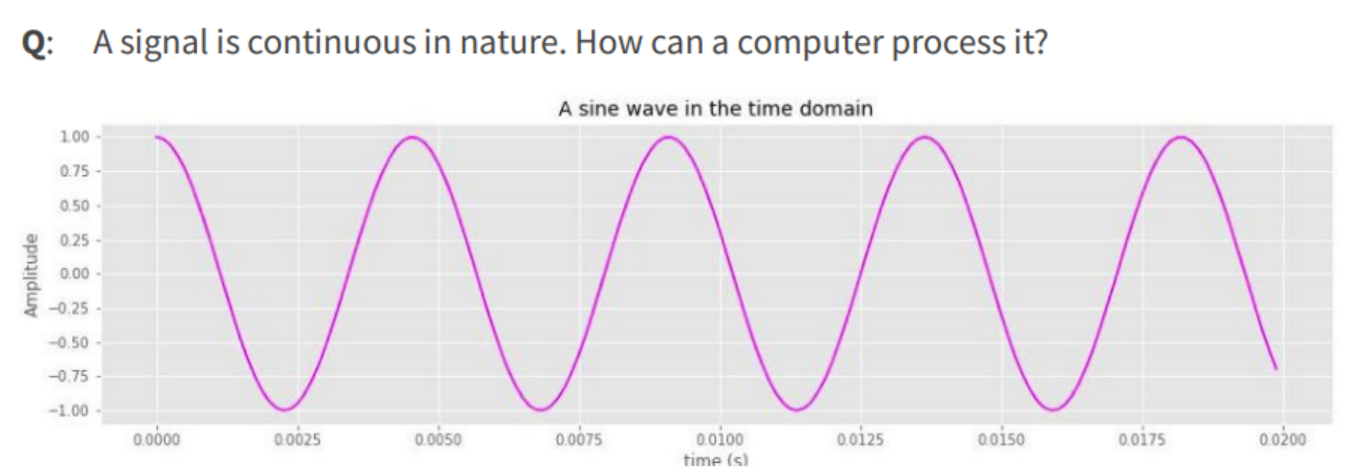 Q: A signal is continuous in nature. How can a computer process it?
A sine wave in the time domain
1.00
0.75
0.50
0.25
0.00
−0.25
−0.50
−0.75
−1.00
Amplitude
0.0000 0.0025 0.0050 0.0075 0.0100 0.0125 0.0150 0.0175 0.0200
time (s)